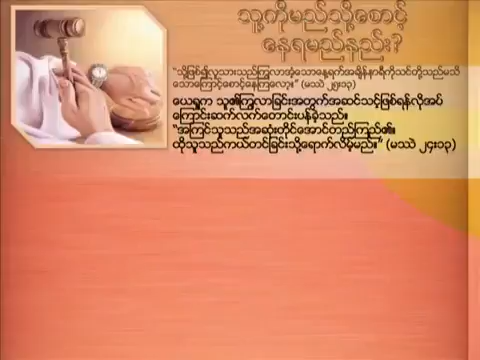 သူ့ကိုမည်သို့စောင့်
နေရမည်နည်း?
"သို့ဖြစ်၍လူသားသည်ကြွလာအံ့သောနေ့ရက်အချိန်နာရီကိုသင်တို့သည်မသိ
သောကြောင့်စောင့်နေကြလော့။" (မဿဲ ၂၅း၁၃)
ယေရှုက သူ၏ကြွလာခြင်းအတွက်အဆင်သင့်ဖြစ်ရန်လိုအပ်
ကြောင်းဆက်လက်တောင်းပန်ခဲ့သည်။
"အကြင်သူသည်အဆုံးတိုင်အောင်တည်ကြည်၏။
ထိုသူသည်ကယ်တင်ခြင်းသို့ရောက်လိမ့်မည်။" (မဿဲ ၂၄း၁၃)